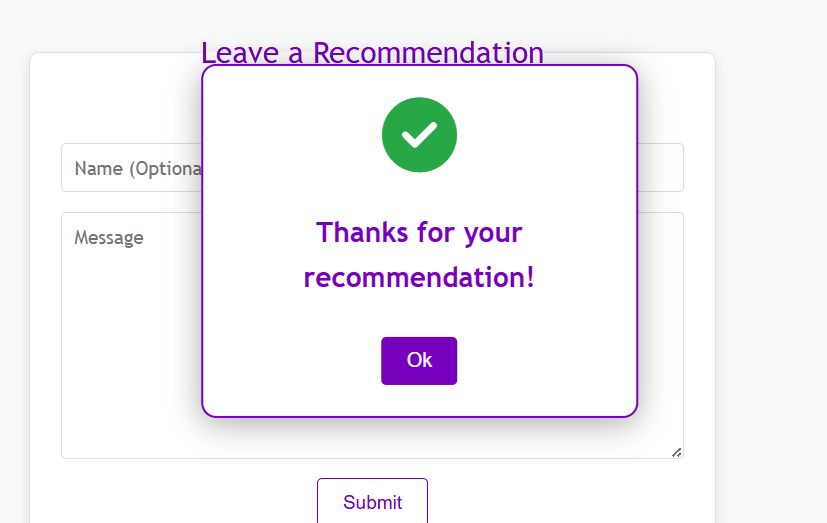 Leave a Recommendation
Name (Optiona
Message
Thanks for your
recommendation!
Ok
Submit